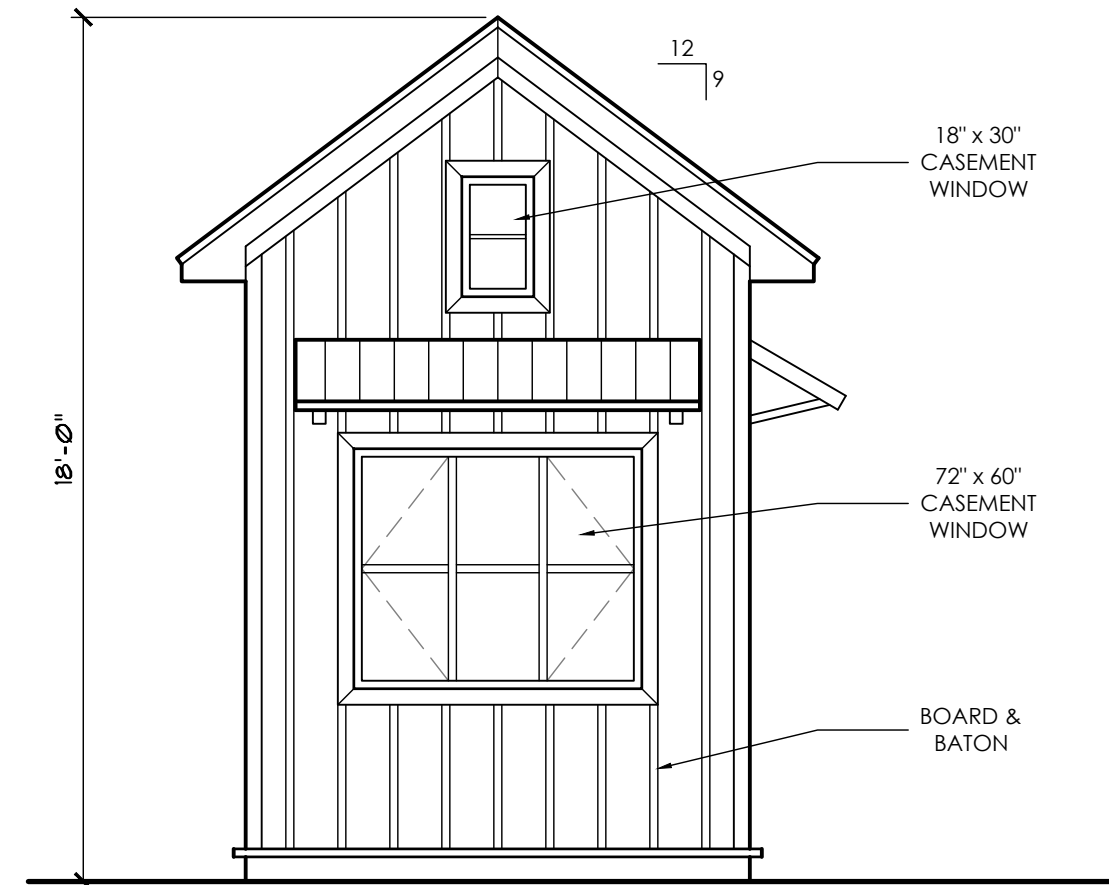 12
9
18" x 30"
CASEMENT
WINDOW
18'-0"
72" x 60"
CASEMENT
WINDOW
BOARD &
BATON